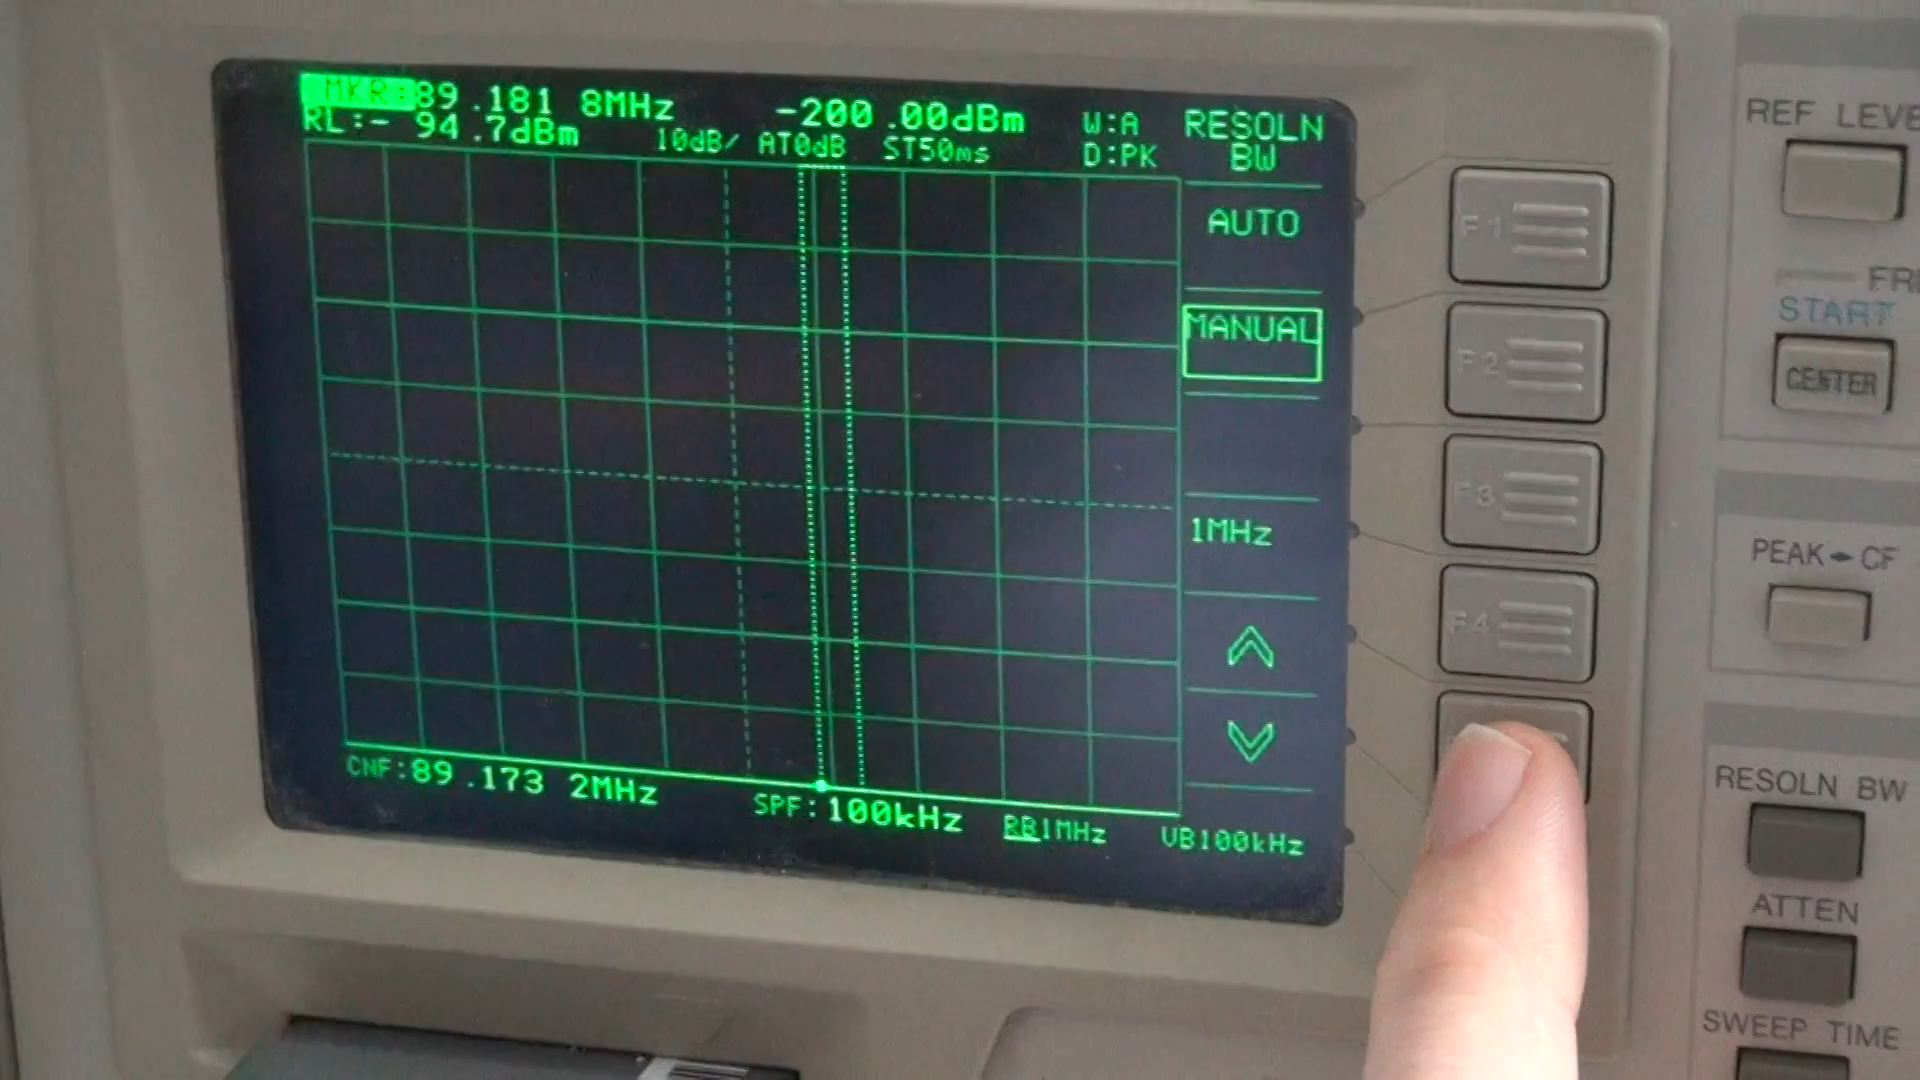 MKR:89.181 8MHz -200.00dBm W:A
RL:- 94.7dBm 10dB/ AT0dB ST50ms D:PK
RESOLN
BW
AUTO
MANUAL
1MHz
CNF:89.173 2MHz SPF:100kHz RB1MHz VB100kHz
F1
F2
F3
F4
REF LEVE
FRE
START
CENTER
PEAK CF
RESOLN BW
ATTEN
SWEEP TIME